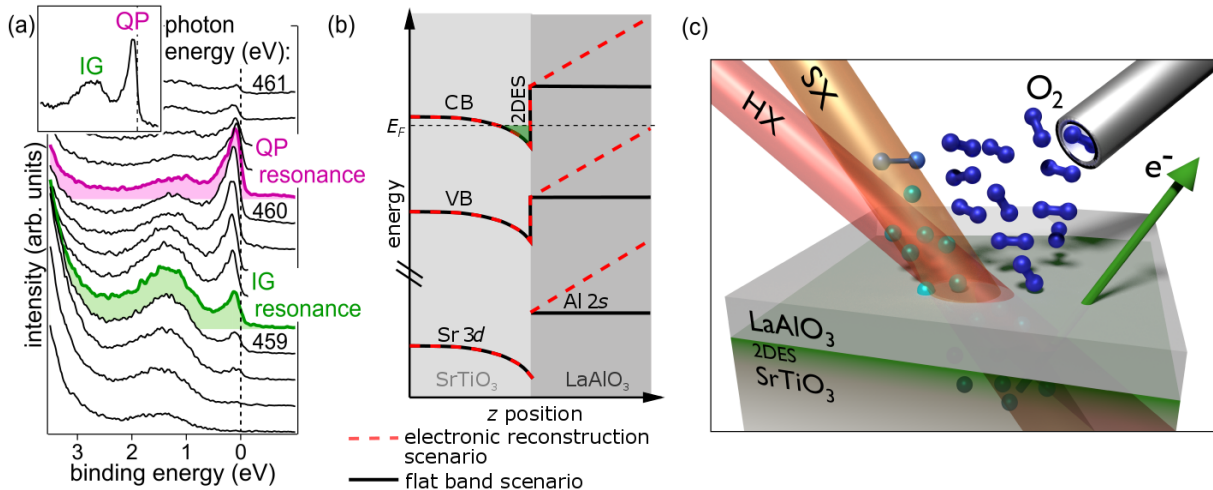 (a)
QP
IG
photon
energy (eV):
461
QP
resonance
460
IG
resonance
459
intensity (arb. units)
3
2
1
0
binding energy (eV)
(b)
energy
CB
2DES
E_F
VB
Al 2s
Sr 3d
SrTiO₃
LaAlO₃
z position
electronic reconstruction
scenario
flat band scenario
(c)
HX
SX
O₂
e⁻
LaAlO₃
2DES
SrTiO₃